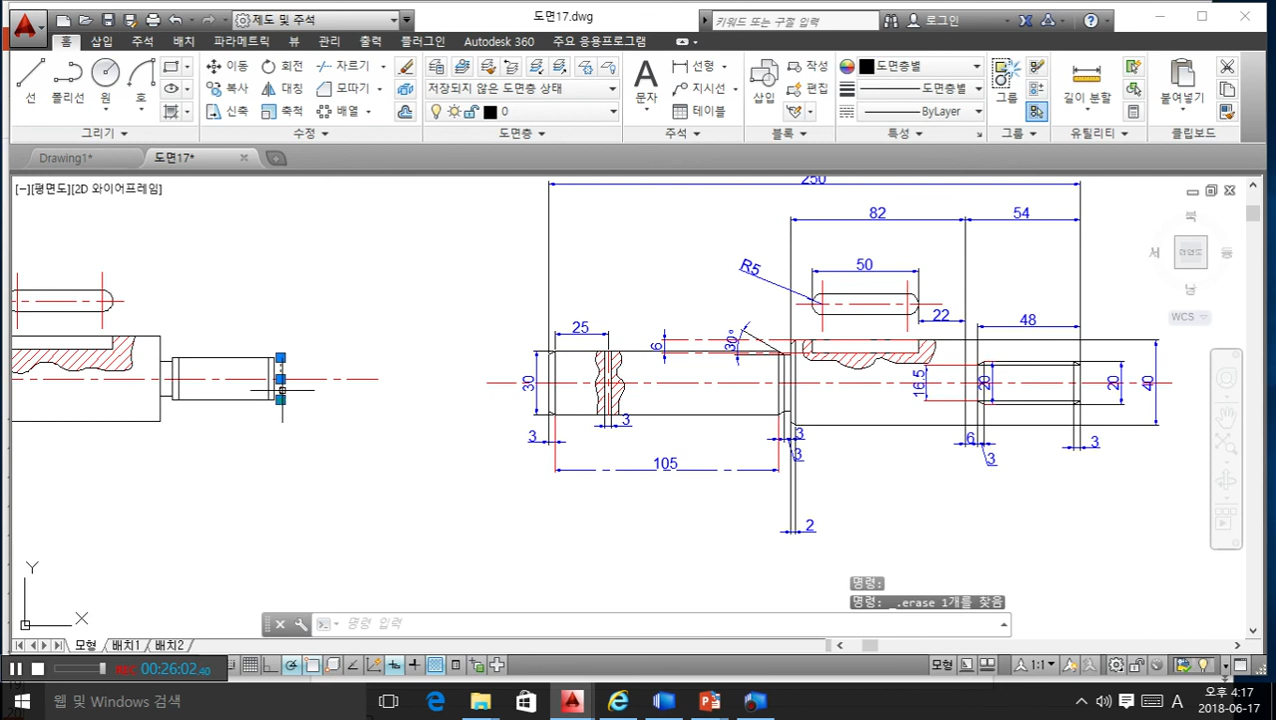 제도 및 주석
도면17.dwg
키워드 또는 구절 입력
로그인
홈 삽입 주석 배치 파라메트릭 뷰 관리 출력 플러그인 Autodesk 360 주요 응용프로그램
선 폴리선 원 호
이동 회전 자르기
복사 대칭 모따기
신축 축척 배열
저장되지 않은 도면층 상태
0
문자
선형
지시선
테이블
삽입
작성
편집
도면층별
도면층별
ByLayer
그룹
길이 분할
붙여넣기
그리기 수정 도면층 주석 블록 특성 그룹 유틸리티 클립보드
Drawing1* 도면17*
[−][평면도][2D 와이어프레임]
250
82 54
R5
50
22
48
25
6
30°
30
16.5
20
20
40
3
3
3
3
105
6
3
3
2
북
서
동
남
WCS
Y
X
명령:
명령: _.erase 1개를 찾음
명령 입력
모형 배치1 배치2
REC 00:26:02.40
모형
1:1
웹 및 Windows 검색
A
오후 4:17
2018-06-17